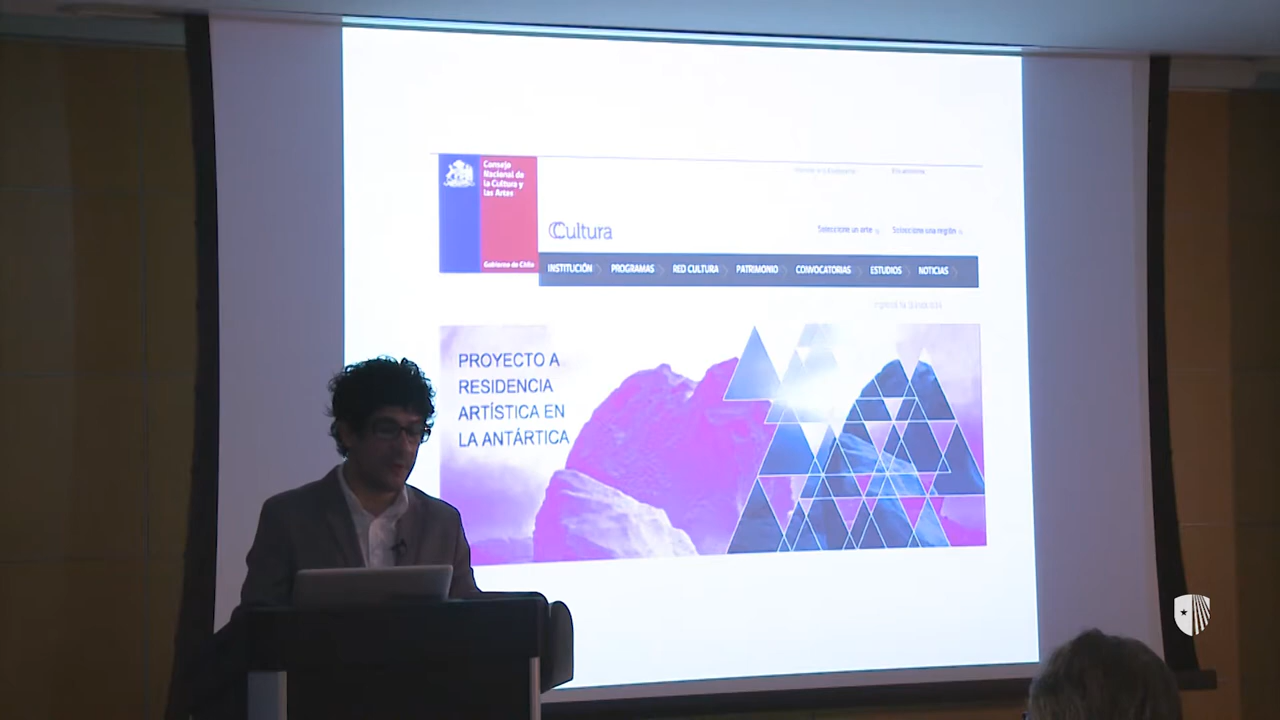 Consejo
Nacional de
la Cultura y
las Artes
Gobierno de Chile
Cultura
Seleccione un arte
Seleccione una región
INSTITUCIÓN
PROGRAMAS
RED CULTURA
PATRIMONIO
CONVOCATORIAS
ESTUDIOS
NOTICIAS
PROYECTO A
RESIDENCIA
ARTÍSTICA EN
LA ANTÁRTICA